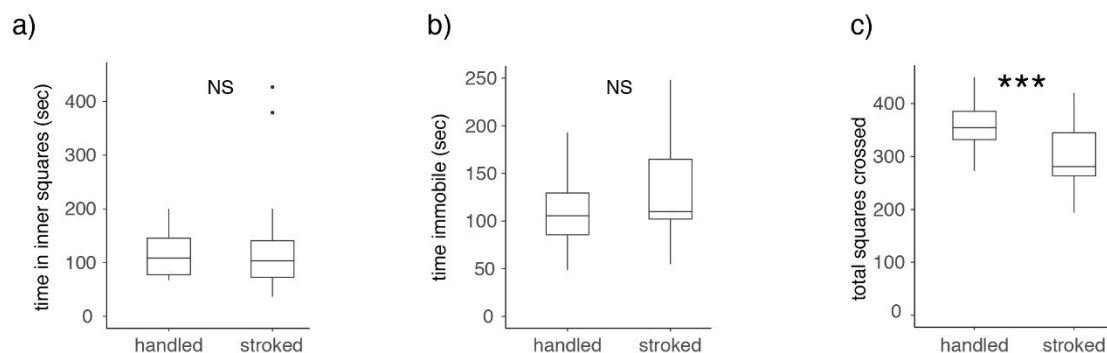 a)
time in inner squares (sec)
400
300
200
100
0
NS
handled stroked
b)
time immobile (sec)
250
200
150
100
50
0
NS
handled stroked
c)
total squares crossed
400
300
200
100
0
***
handled stroked